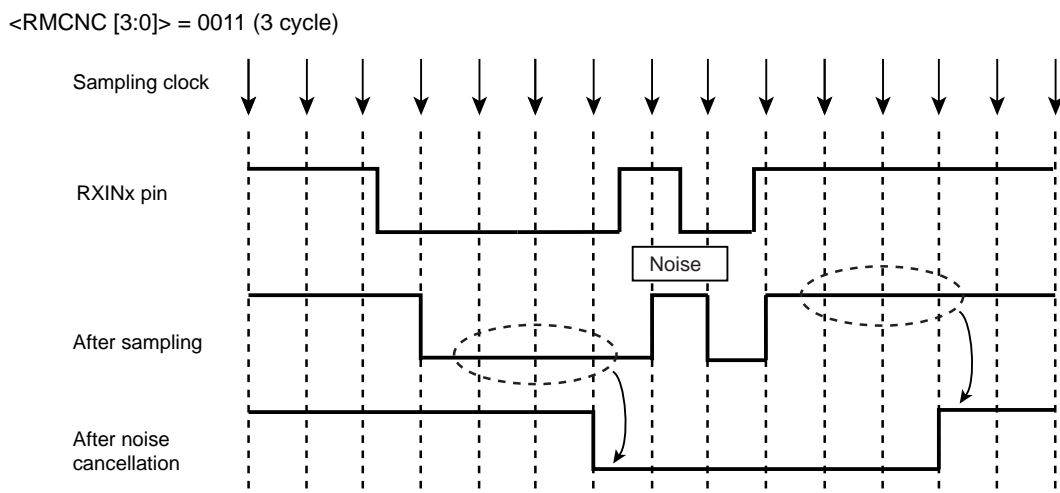 <RMCNC [3:0]> = 0011 (3 cycle)
Sampling clock
RXINx pin
Noise
After sampling
After noise
cancellation